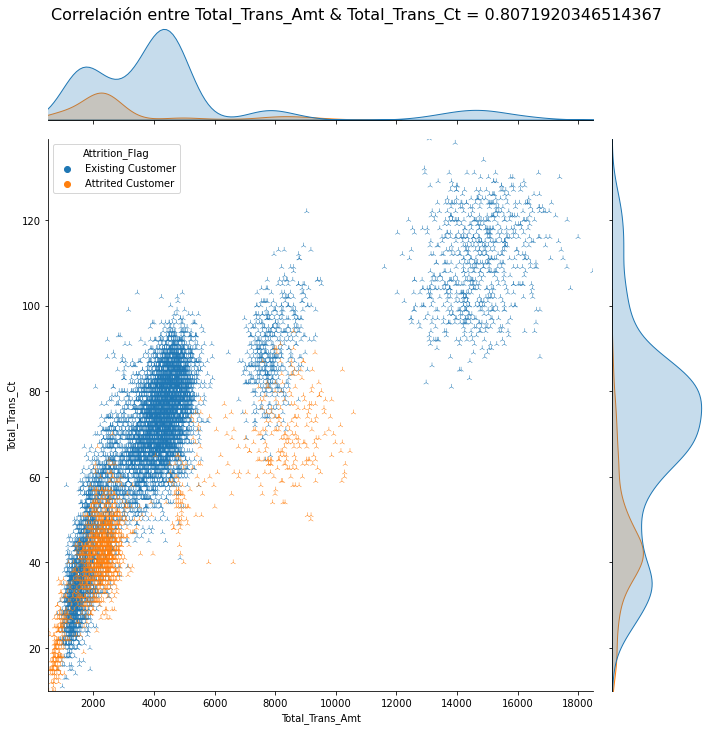 Correlación entre Total_Trans_Amt & Total_Trans_Ct = 0.8071920346514367
Attrition_Flag
Existing Customer
Attrited Customer
120
100
80
60
40
20
Total_Trans_Ct
2000 4000 6000 8000 10000 12000 14000 16000 18000
Total_Trans_Amt